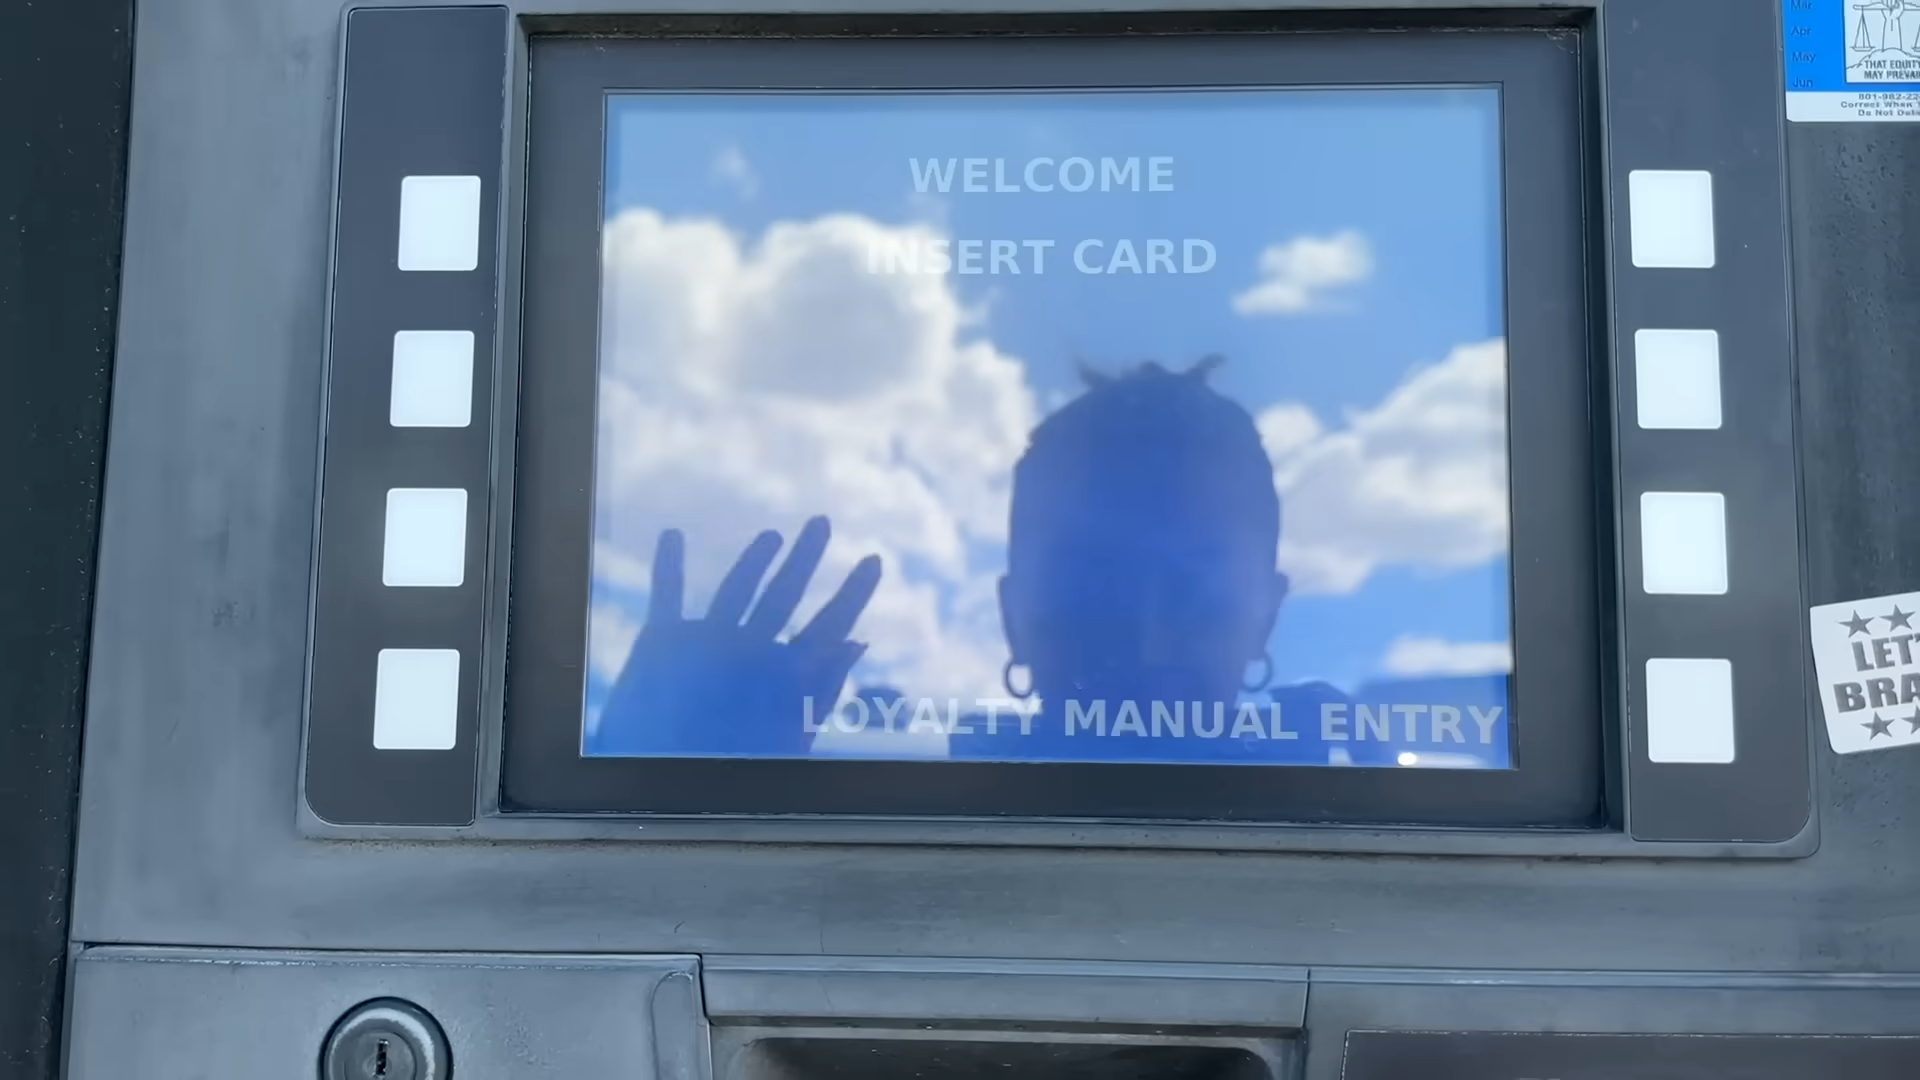 WELCOME
INSERT CARD
LOYALTY MANUAL ENTRY
Mar
Apr
May
Jun
THAT EQUITY
MAY PREVAIL
801-982-22
Correct When
Do Not
LET'
BRA